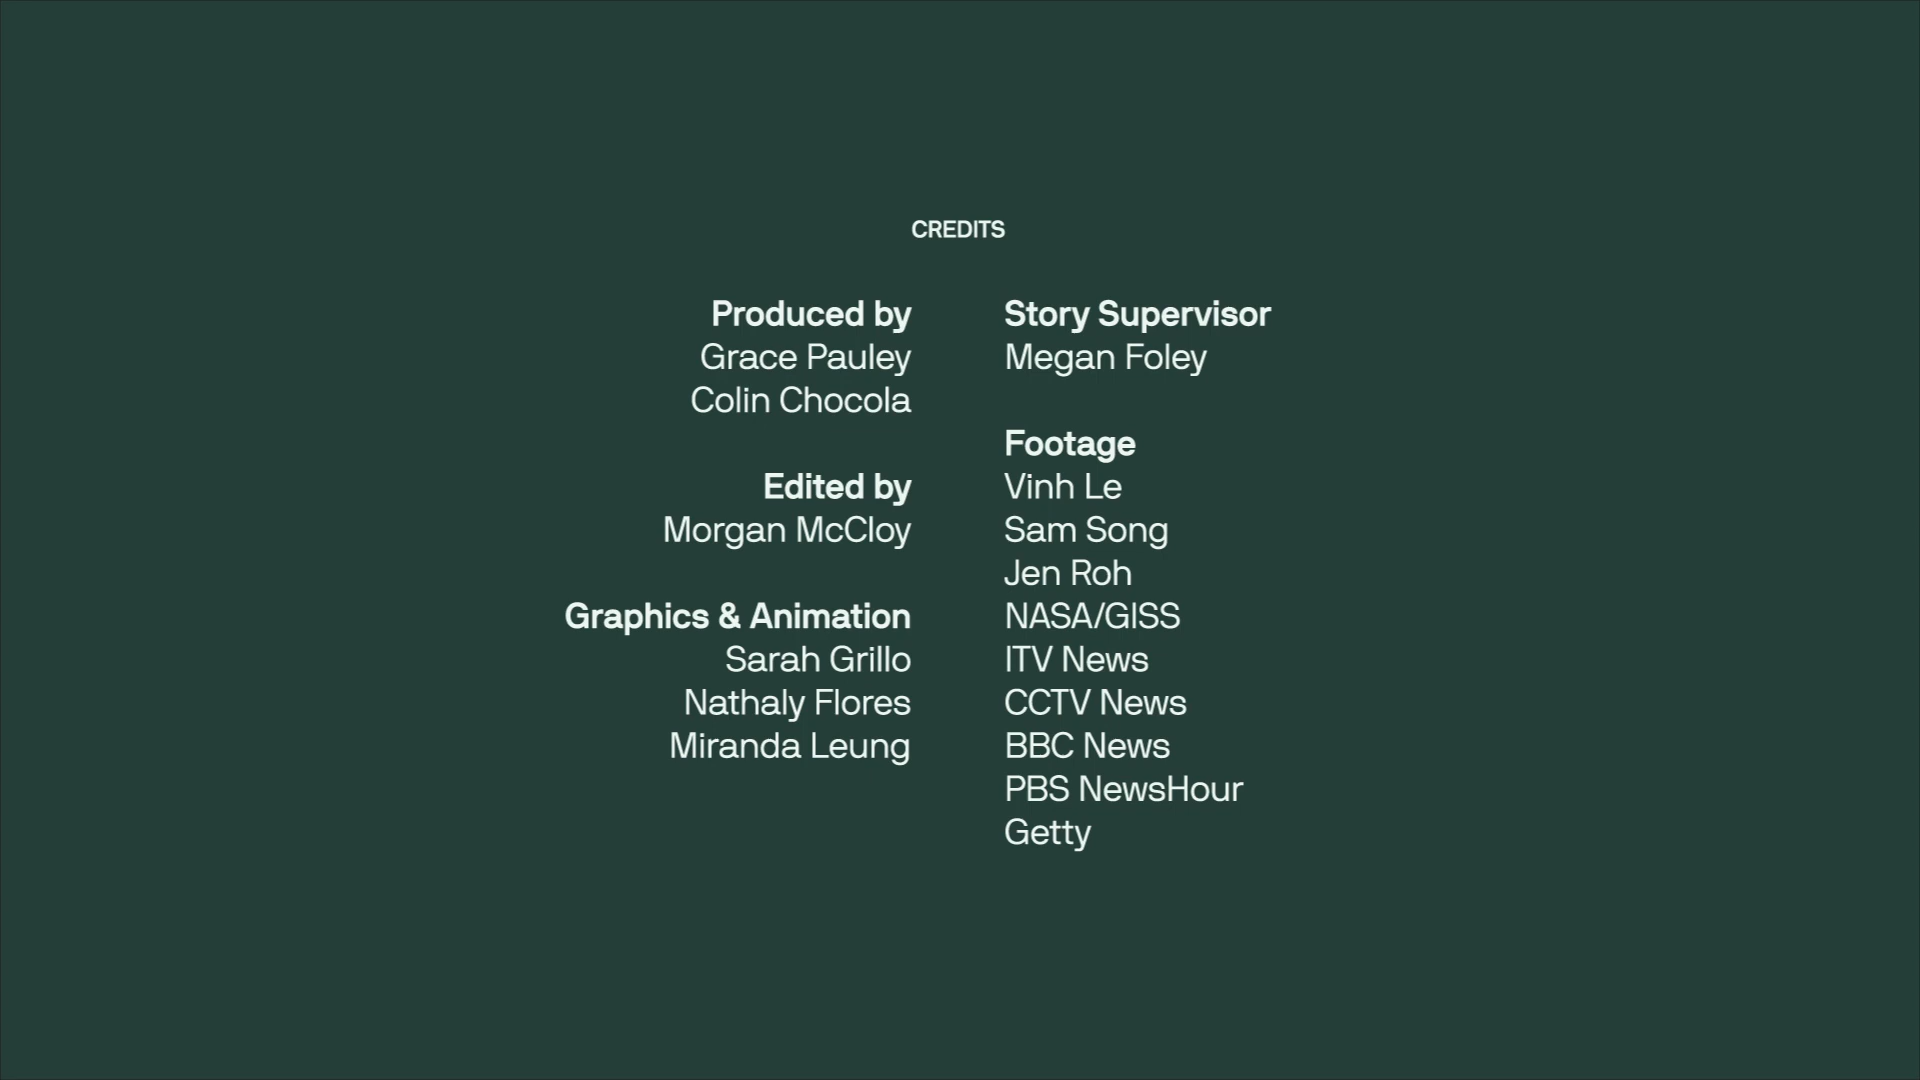 CREDITS
Produced by
Grace Pauley
Colin Chocola
Edited by
Morgan McCloy
Graphics & Animation
Sarah Grillo
Nathaly Flores
Miranda Leung
Story Supervisor
Megan Foley
Footage
Vinh Le
Sam Song
Jen Roh
NASA/GISS
ITV News
CCTV News
BBC News
PBS NewsHour
Getty